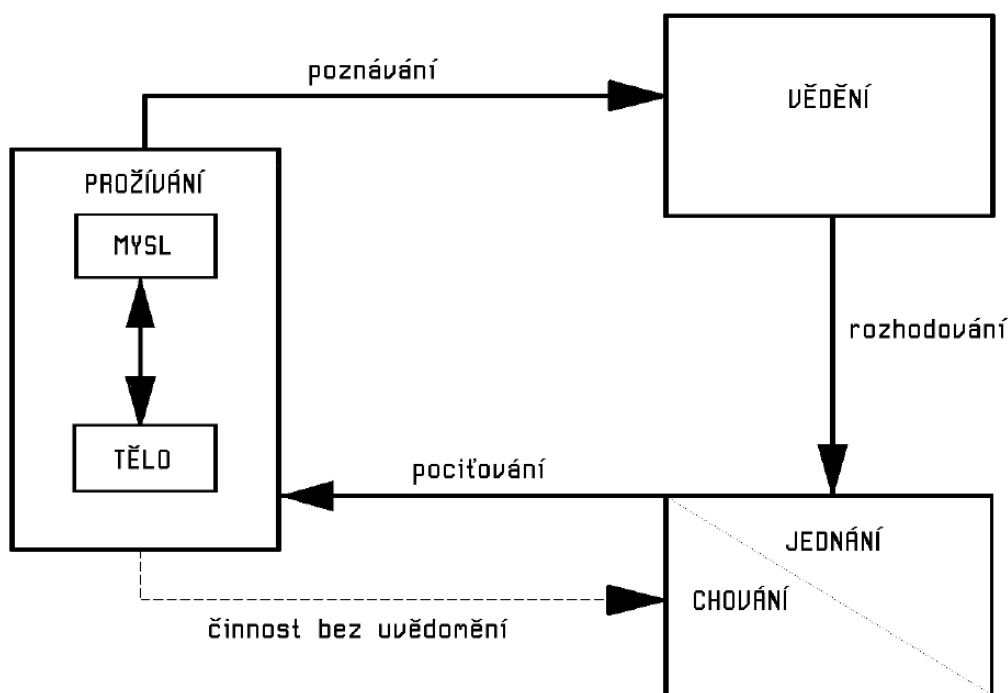 poznávání
VĚDĚNÍ
PROŽÍVÁNÍ
MYSL
rozhodování
TĚLO
pociťování
JEDNÁNÍ
CHOVÁNÍ
činnost bez uvědomění